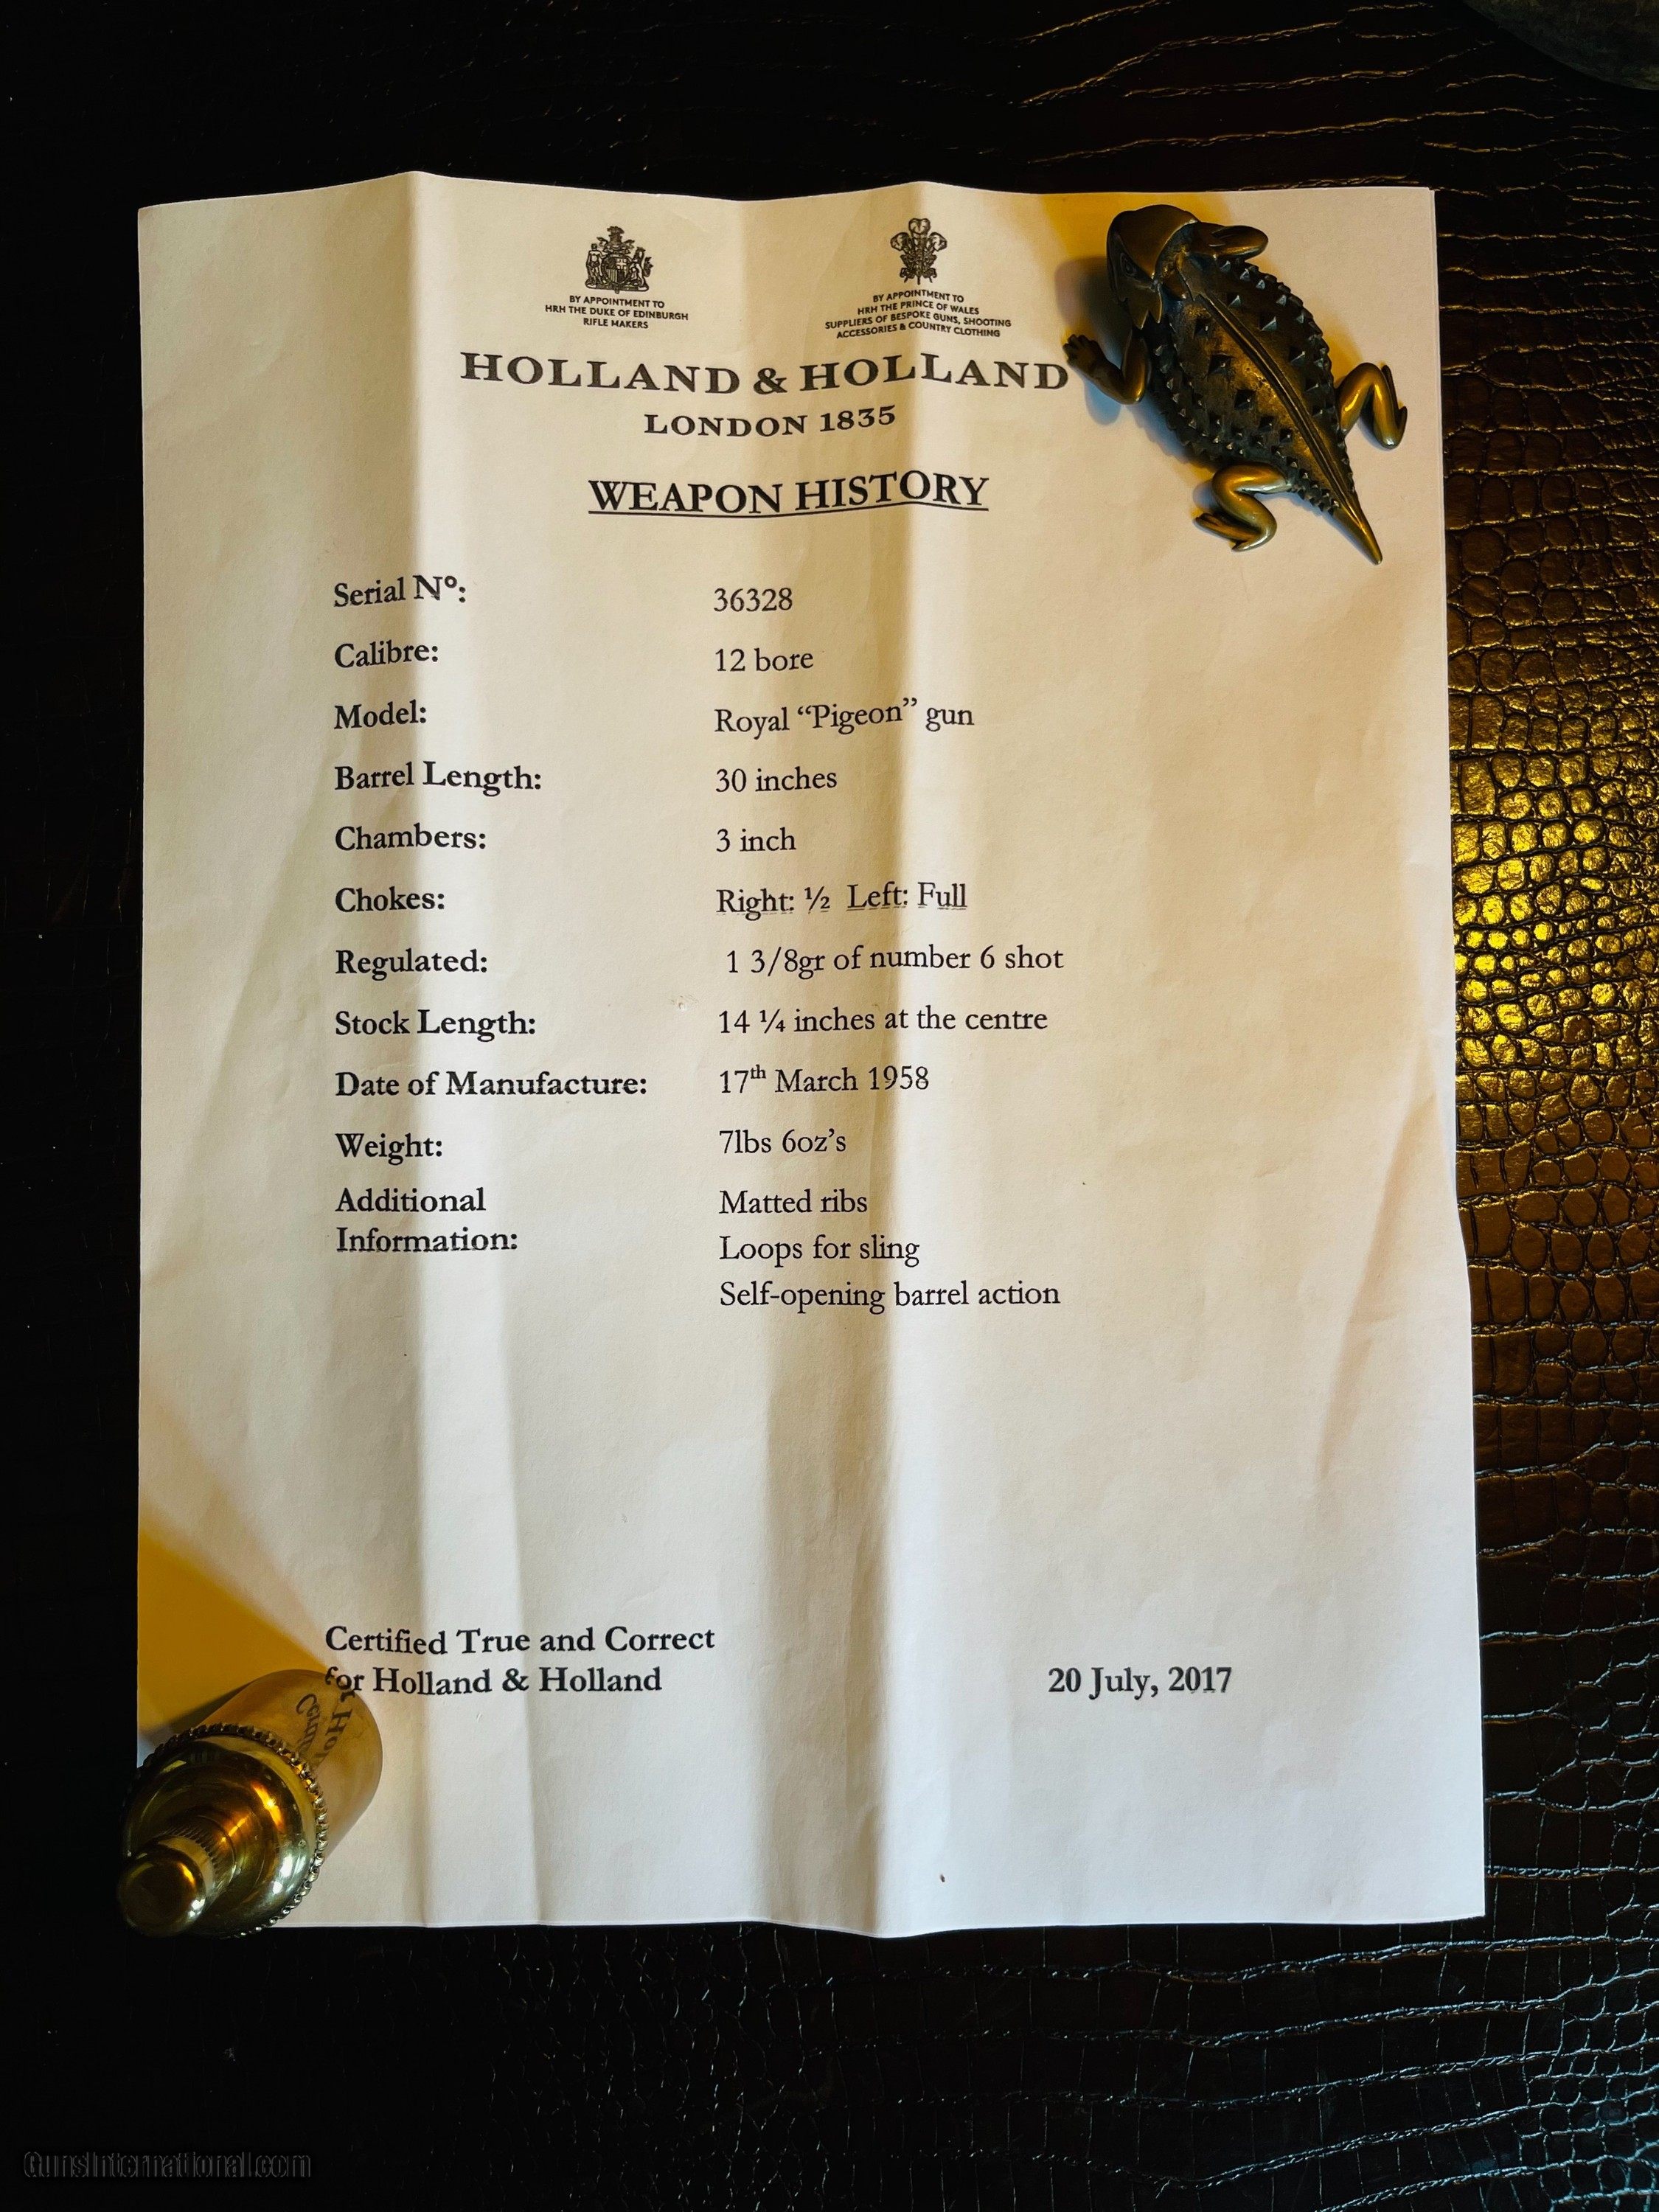 BY APPOINTMENT TO
HRH THE DUKE OF EDINBURGH
RIFLE MAKERS
BY APPOINTMENT TO
HRH THE PRINCE OF WALES
SUPPLIERS OF BESPOKE GUNS, SHOOTING
ACCESSORIES & COUNTRY CLOTHING
HOLLAND & HOLLAND
LONDON 1835
WEAPON HISTORY
Serial Nº: 36328
Calibre: 12 bore
Model: Royal “Pigeon” gun
Barrel Length: 30 inches
Chambers: 3 inch
Chokes: Right: ½ Left: Full
Regulated: 1 3/8gr of number 6 shot
Stock Length: 14 ¼ inches at the centre
Date of Manufacture: 17th March 1958
Weight: 7lbs 6oz’s
Additional Matted ribs
Information: Loops for sling
Self-opening barrel action
Certified True and Correct
for Holland & Holland 20 July, 2017
GunsInternational.com